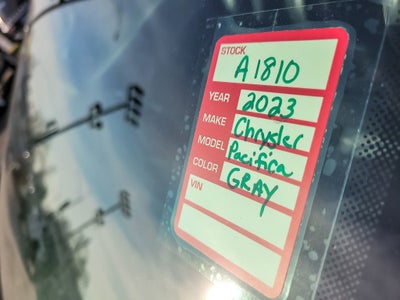 STOCK
A1810
YEAR 2023
MAKE Chrysler
MODEL Pacifica
COLOR GRAY
VIN